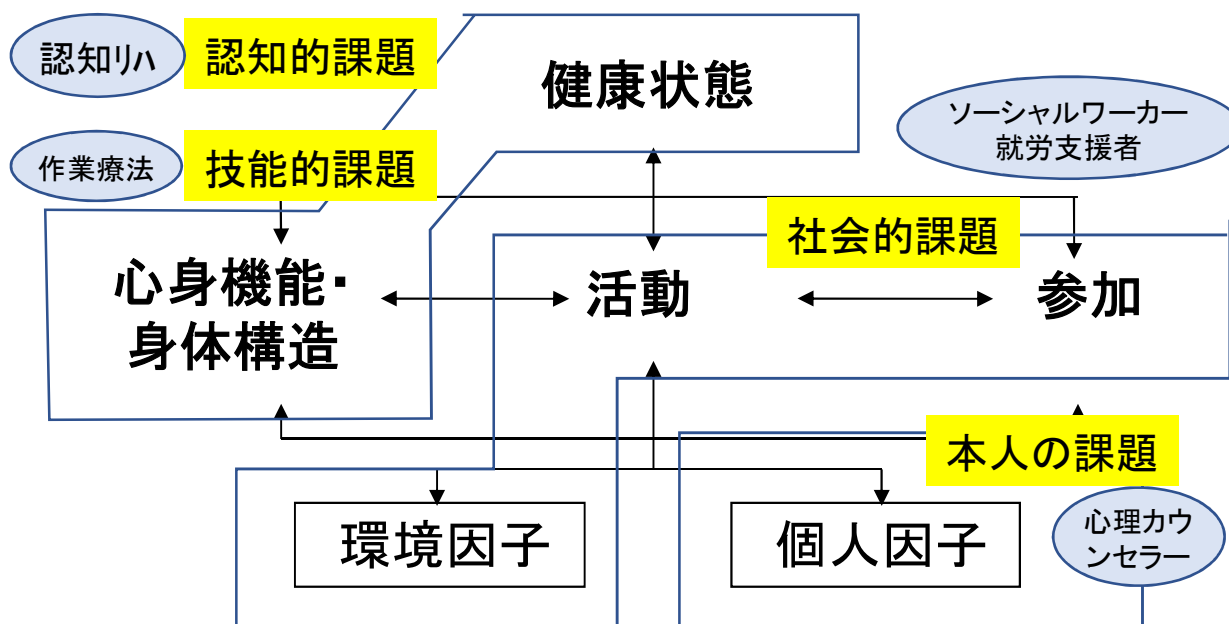 認知リハ
認知的課題
健康状態
ソーシャルワーカー
就労支援者
作業療法
技能的課題
社会的課題
心身機能・
身体構造
活動
参加
本人の課題
環境因子
個人因子
心理カウ
ンセラー